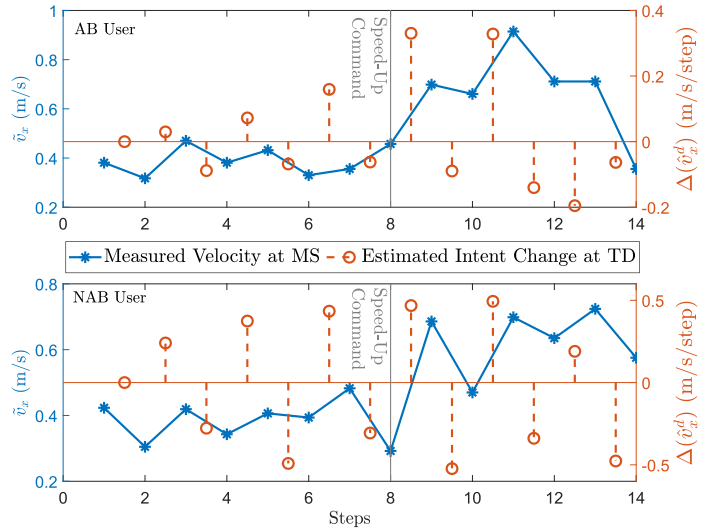 AB User
Speed-Up
Command
1
0.8
0.6
0.4
0.2
ṽₓ (m/s)
0.4
0.2
0
-0.2
Δ(v̂ₓᵈ) (m/s/step)
0 2 4 6 8 10 12 14
Measured Velocity at MS Estimated Intent Change at TD
NAB User
Speed-Up
Command
0.8
0.6
0.4
0.2
ṽₓ (m/s)
0.5
0
-0.5
Δ(v̂ₓᵈ) (m/s/step)
0 2 4 6 8 10 12 14
Steps